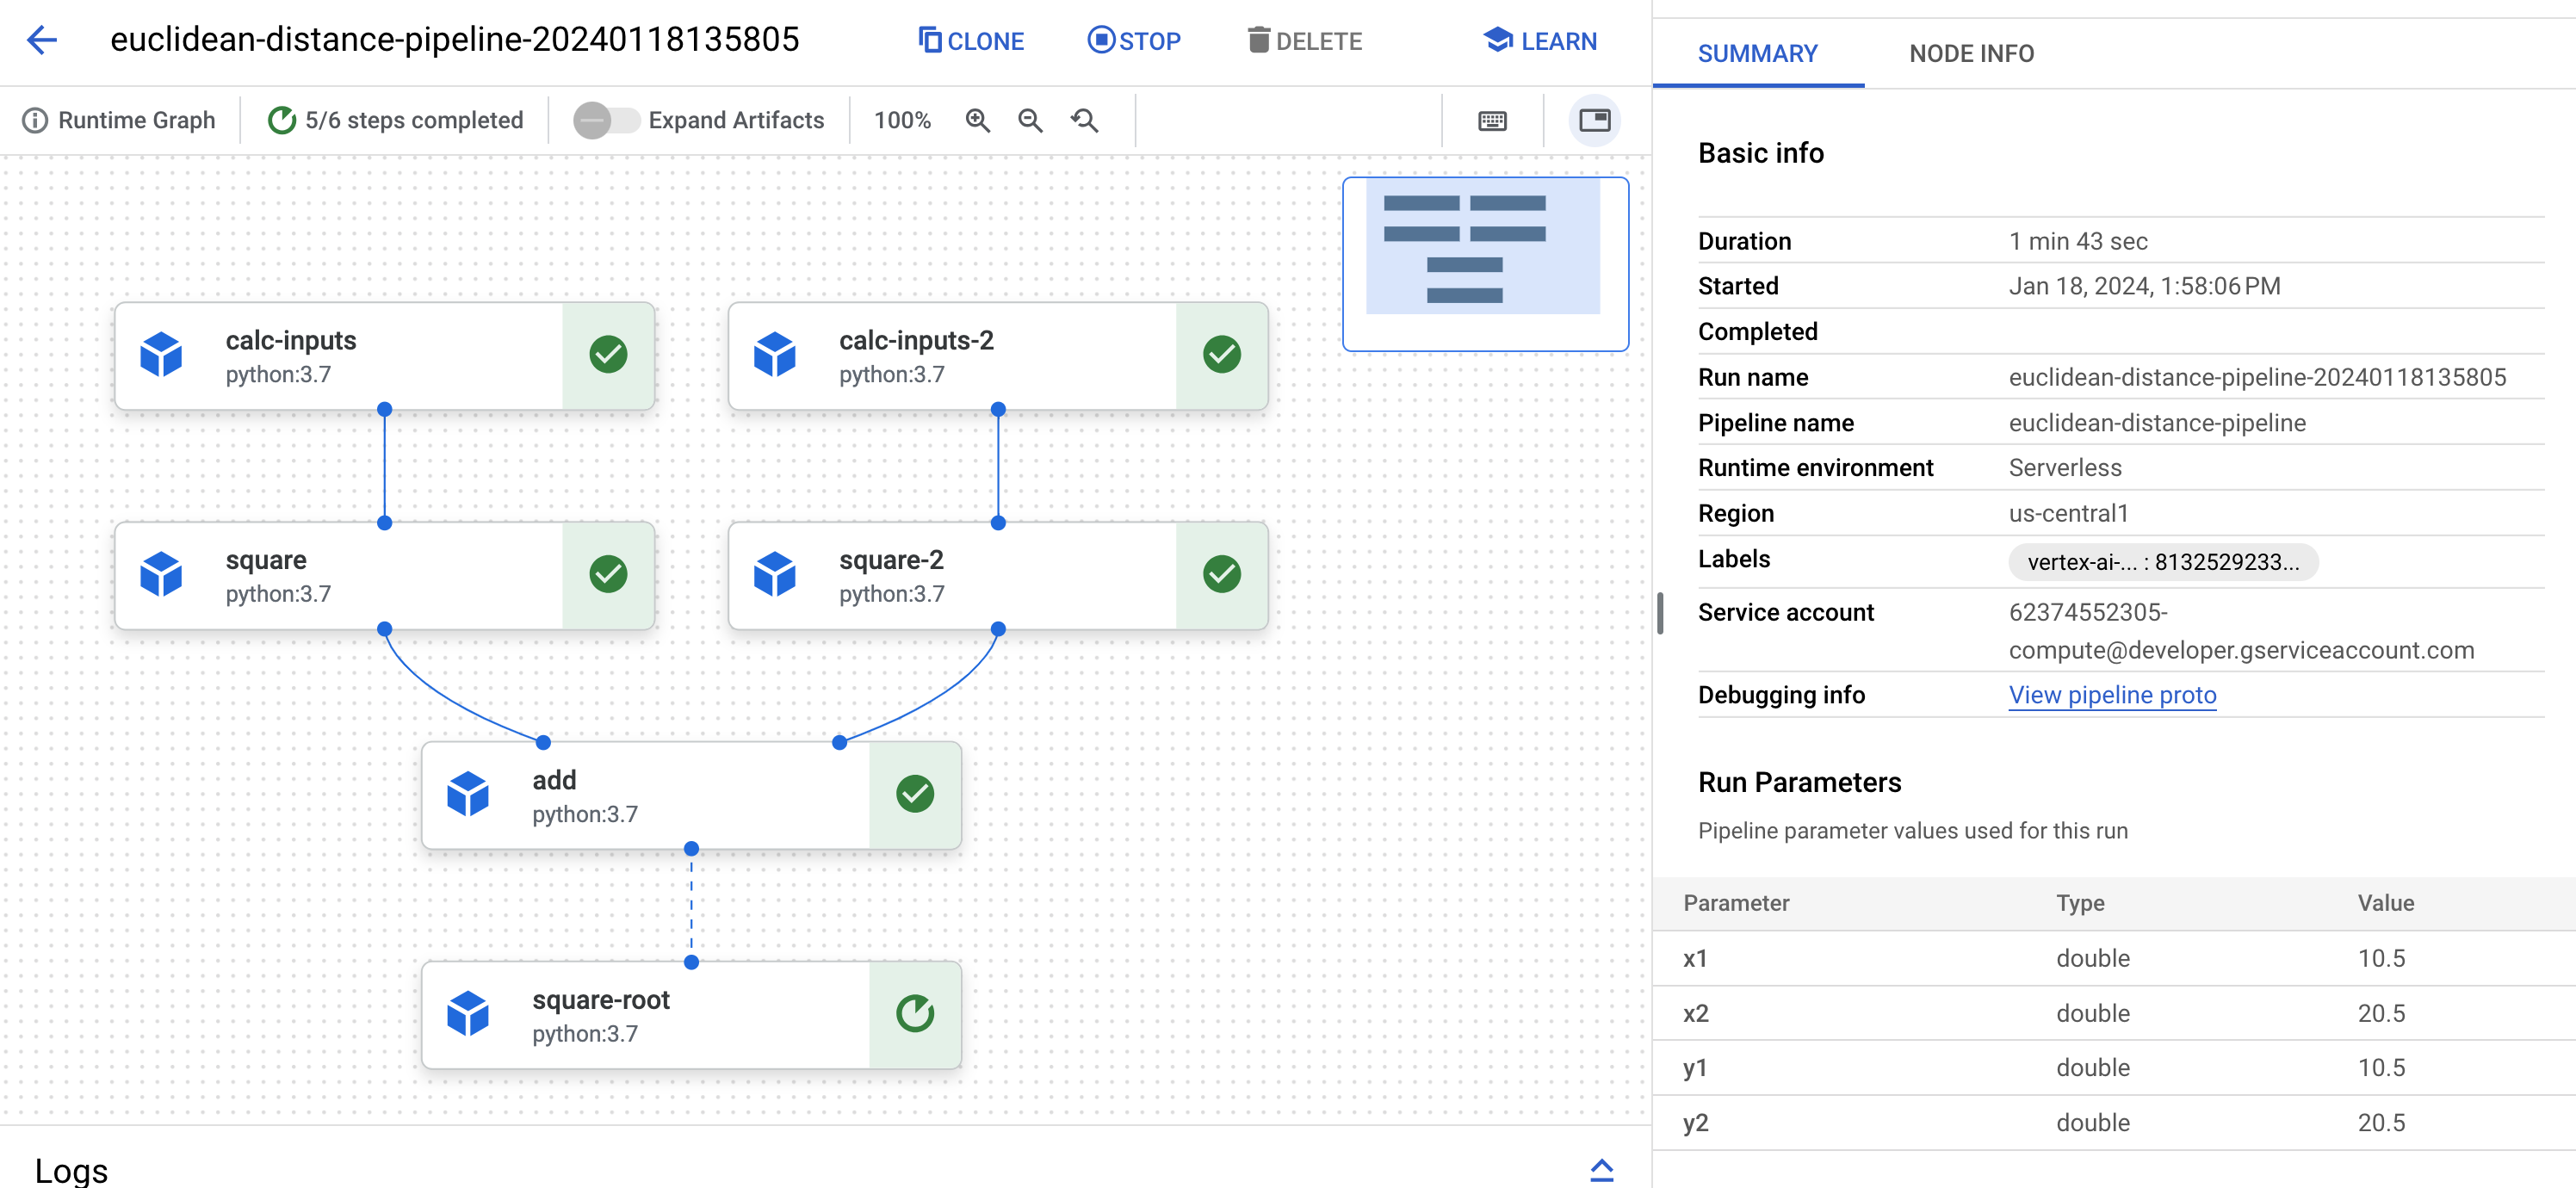 euclidean-distance-pipeline-20240118135805
CLONE
STOP
DELETE
LEARN
Runtime Graph
5/6 steps completed
Expand Artifacts
100%
calc-inputs
python:3.7
calc-inputs-2
python:3.7
square
python:3.7
square-2
python:3.7
add
python:3.7
square-root
python:3.7
Logs
SUMMARY
NODE INFO
Basic info
Duration 1 min 43 sec
Started Jan 18, 2024, 1:58:06 PM
Completed
Run name euclidean-distance-pipeline-20240118135805
Pipeline name euclidean-distance-pipeline
Runtime environment Serverless
Region us-central1
Labels vertex-ai-... : 8132529233...
Service account 62374552305-
compute@developer.gserviceaccount.com
Debugging info View pipeline proto
Run Parameters
Pipeline parameter values used for this run
Parameter Type Value
x1 double 10.5
x2 double 20.5
y1 double 10.5
y2 double 20.5